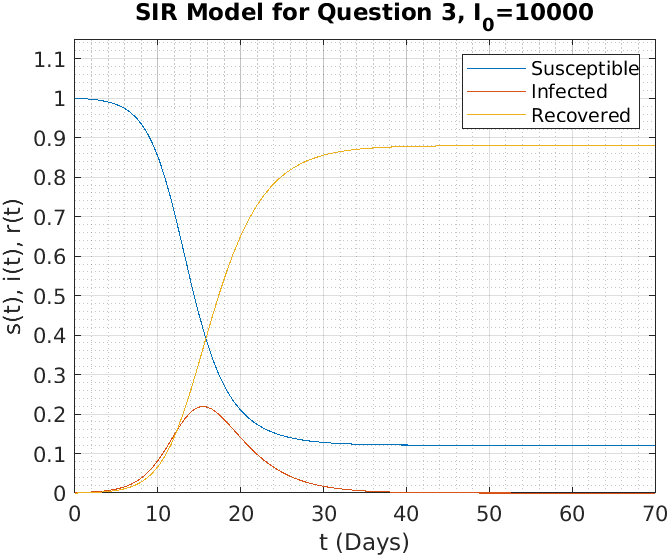 SIR Model for Question 3, I0=10000
1.1
1
0.9
0.8
0.7
0.6
0.5
0.4
0.3
0.2
0.1
0
s(t), i(t), r(t)
Susceptible
Infected
Recovered
0 10 20 30 40 50 60 70
t (Days)